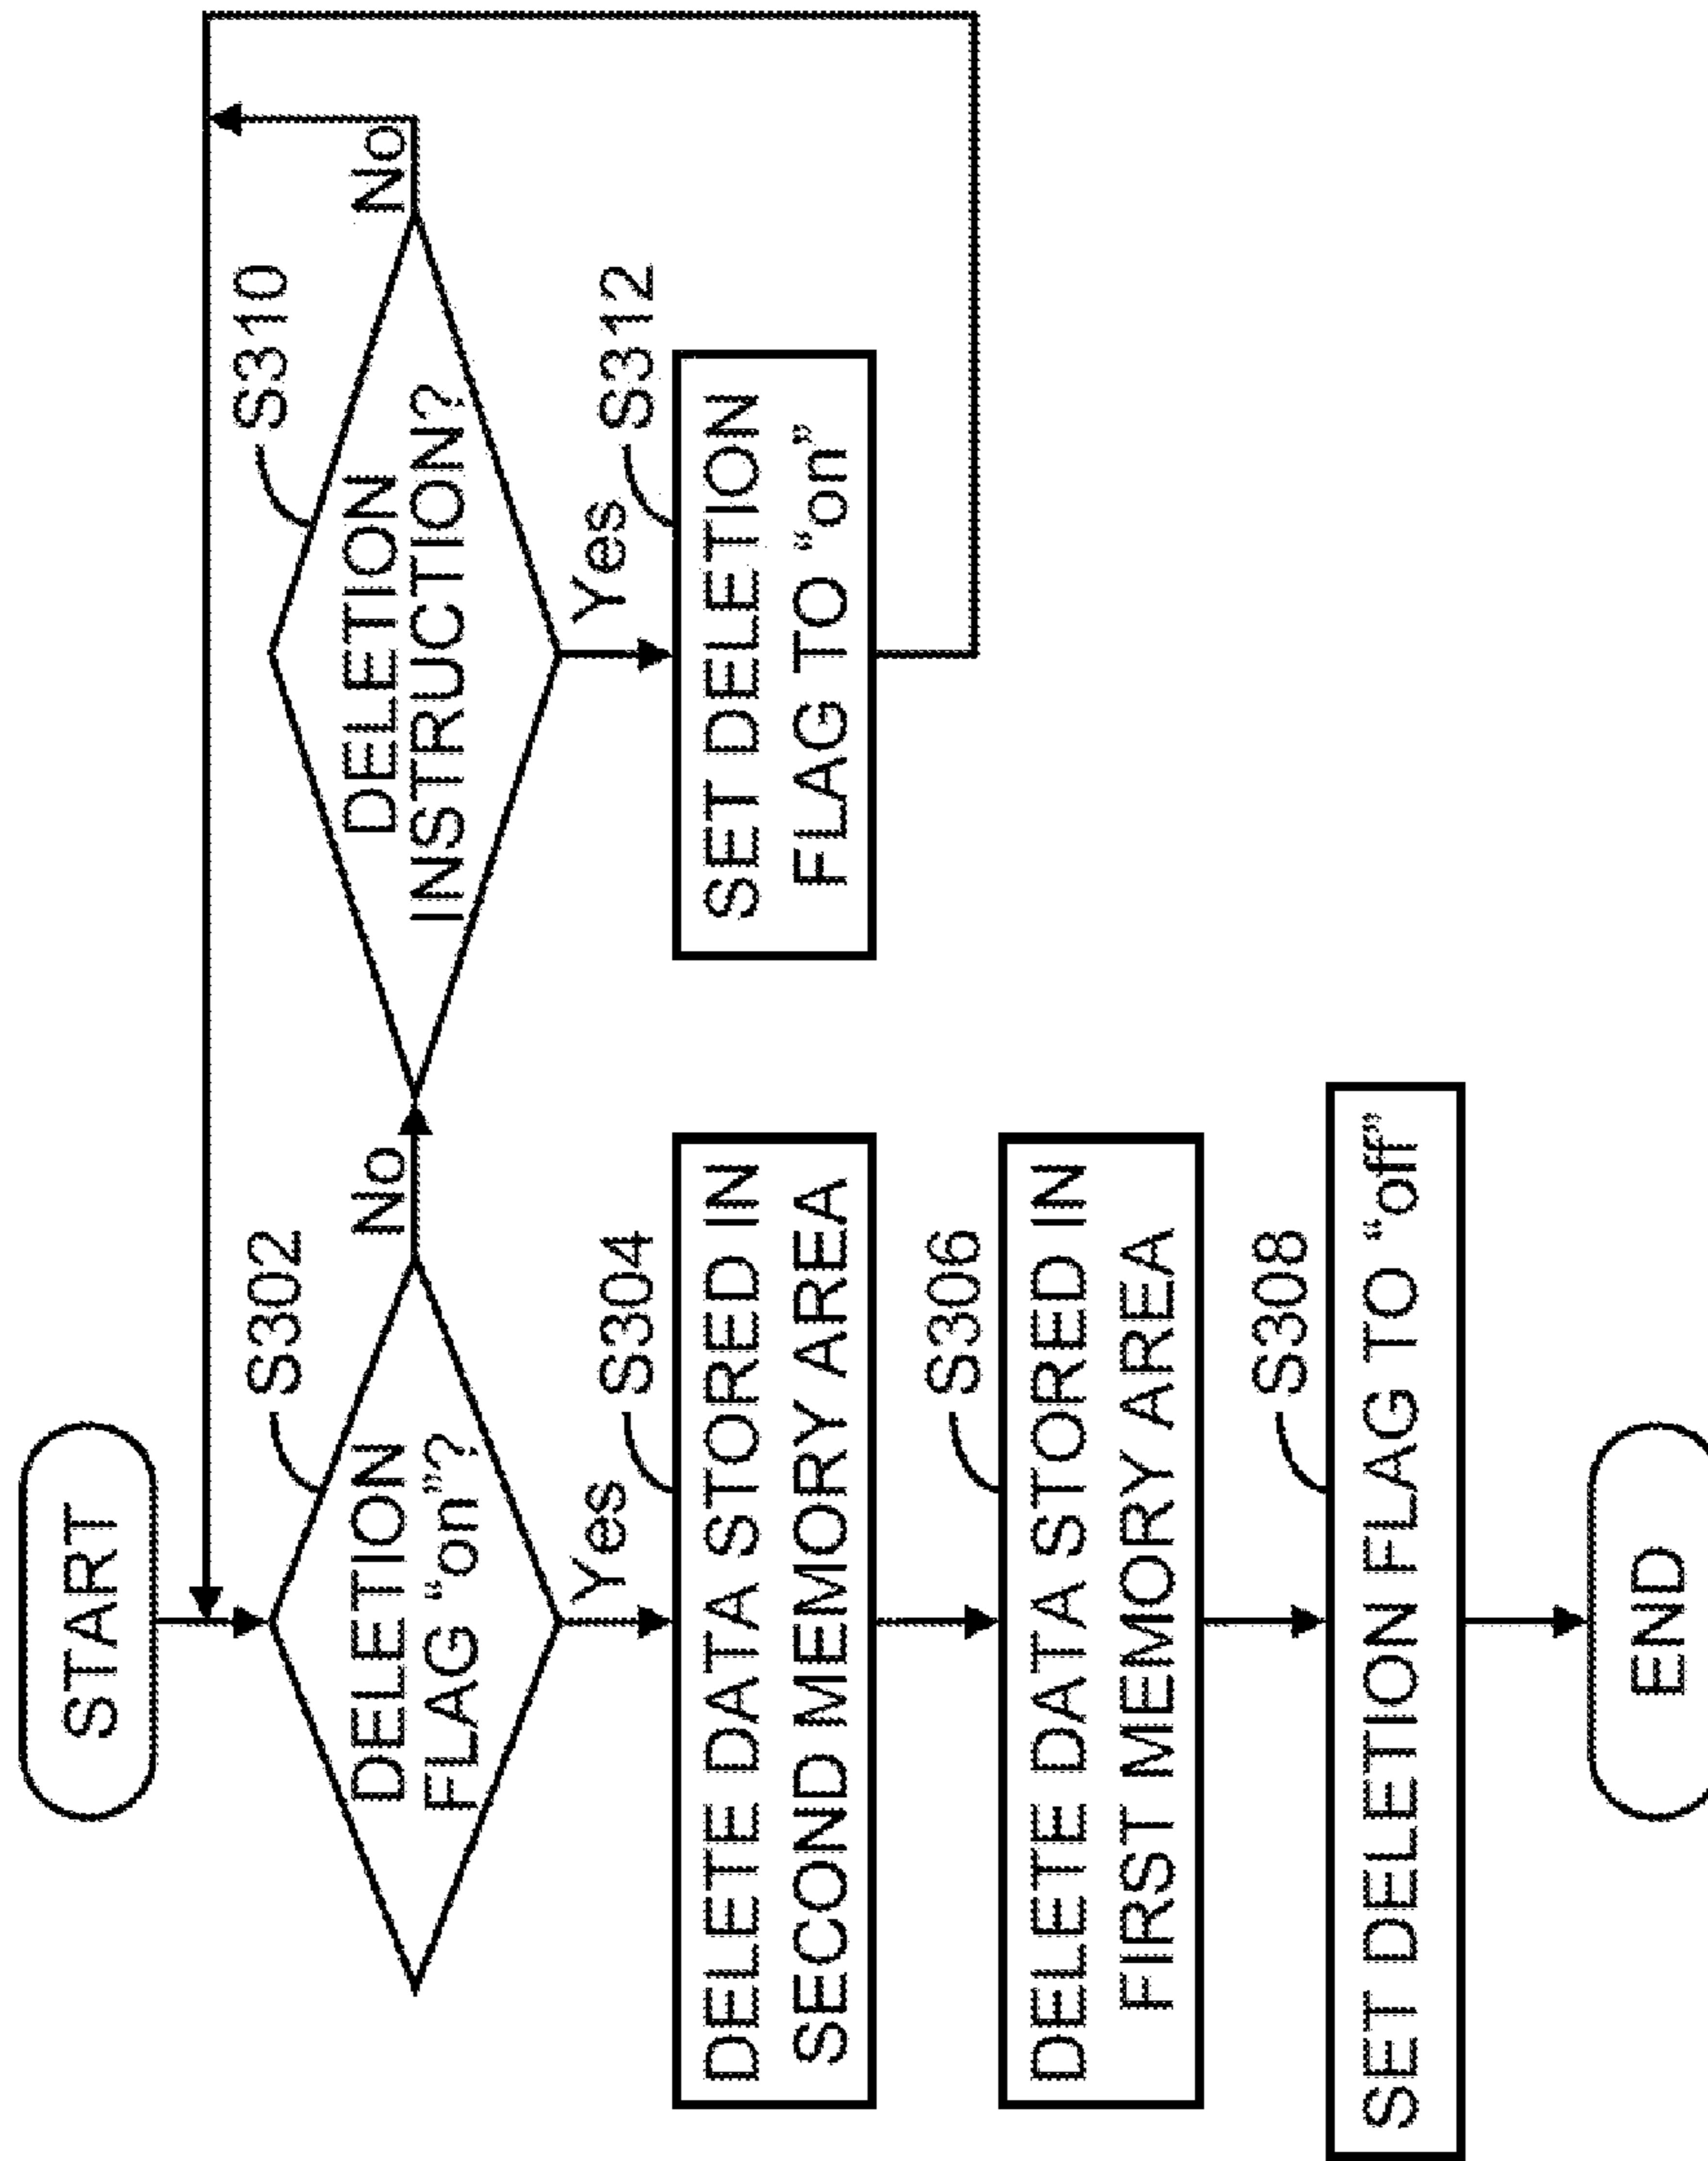 START
S302
DELETION
FLAG “on”?
No
Yes
S304
DELETE DATA STORED IN
SECOND MEMORY AREA
S306
DELETE DATA STORED IN
FIRST MEMORY AREA
S308
SET DELETION FLAG TO “off”
END
S310
DELETION
INSTRUCTION?
No
Yes
S312
SET DELETION
FLAG TO “on”